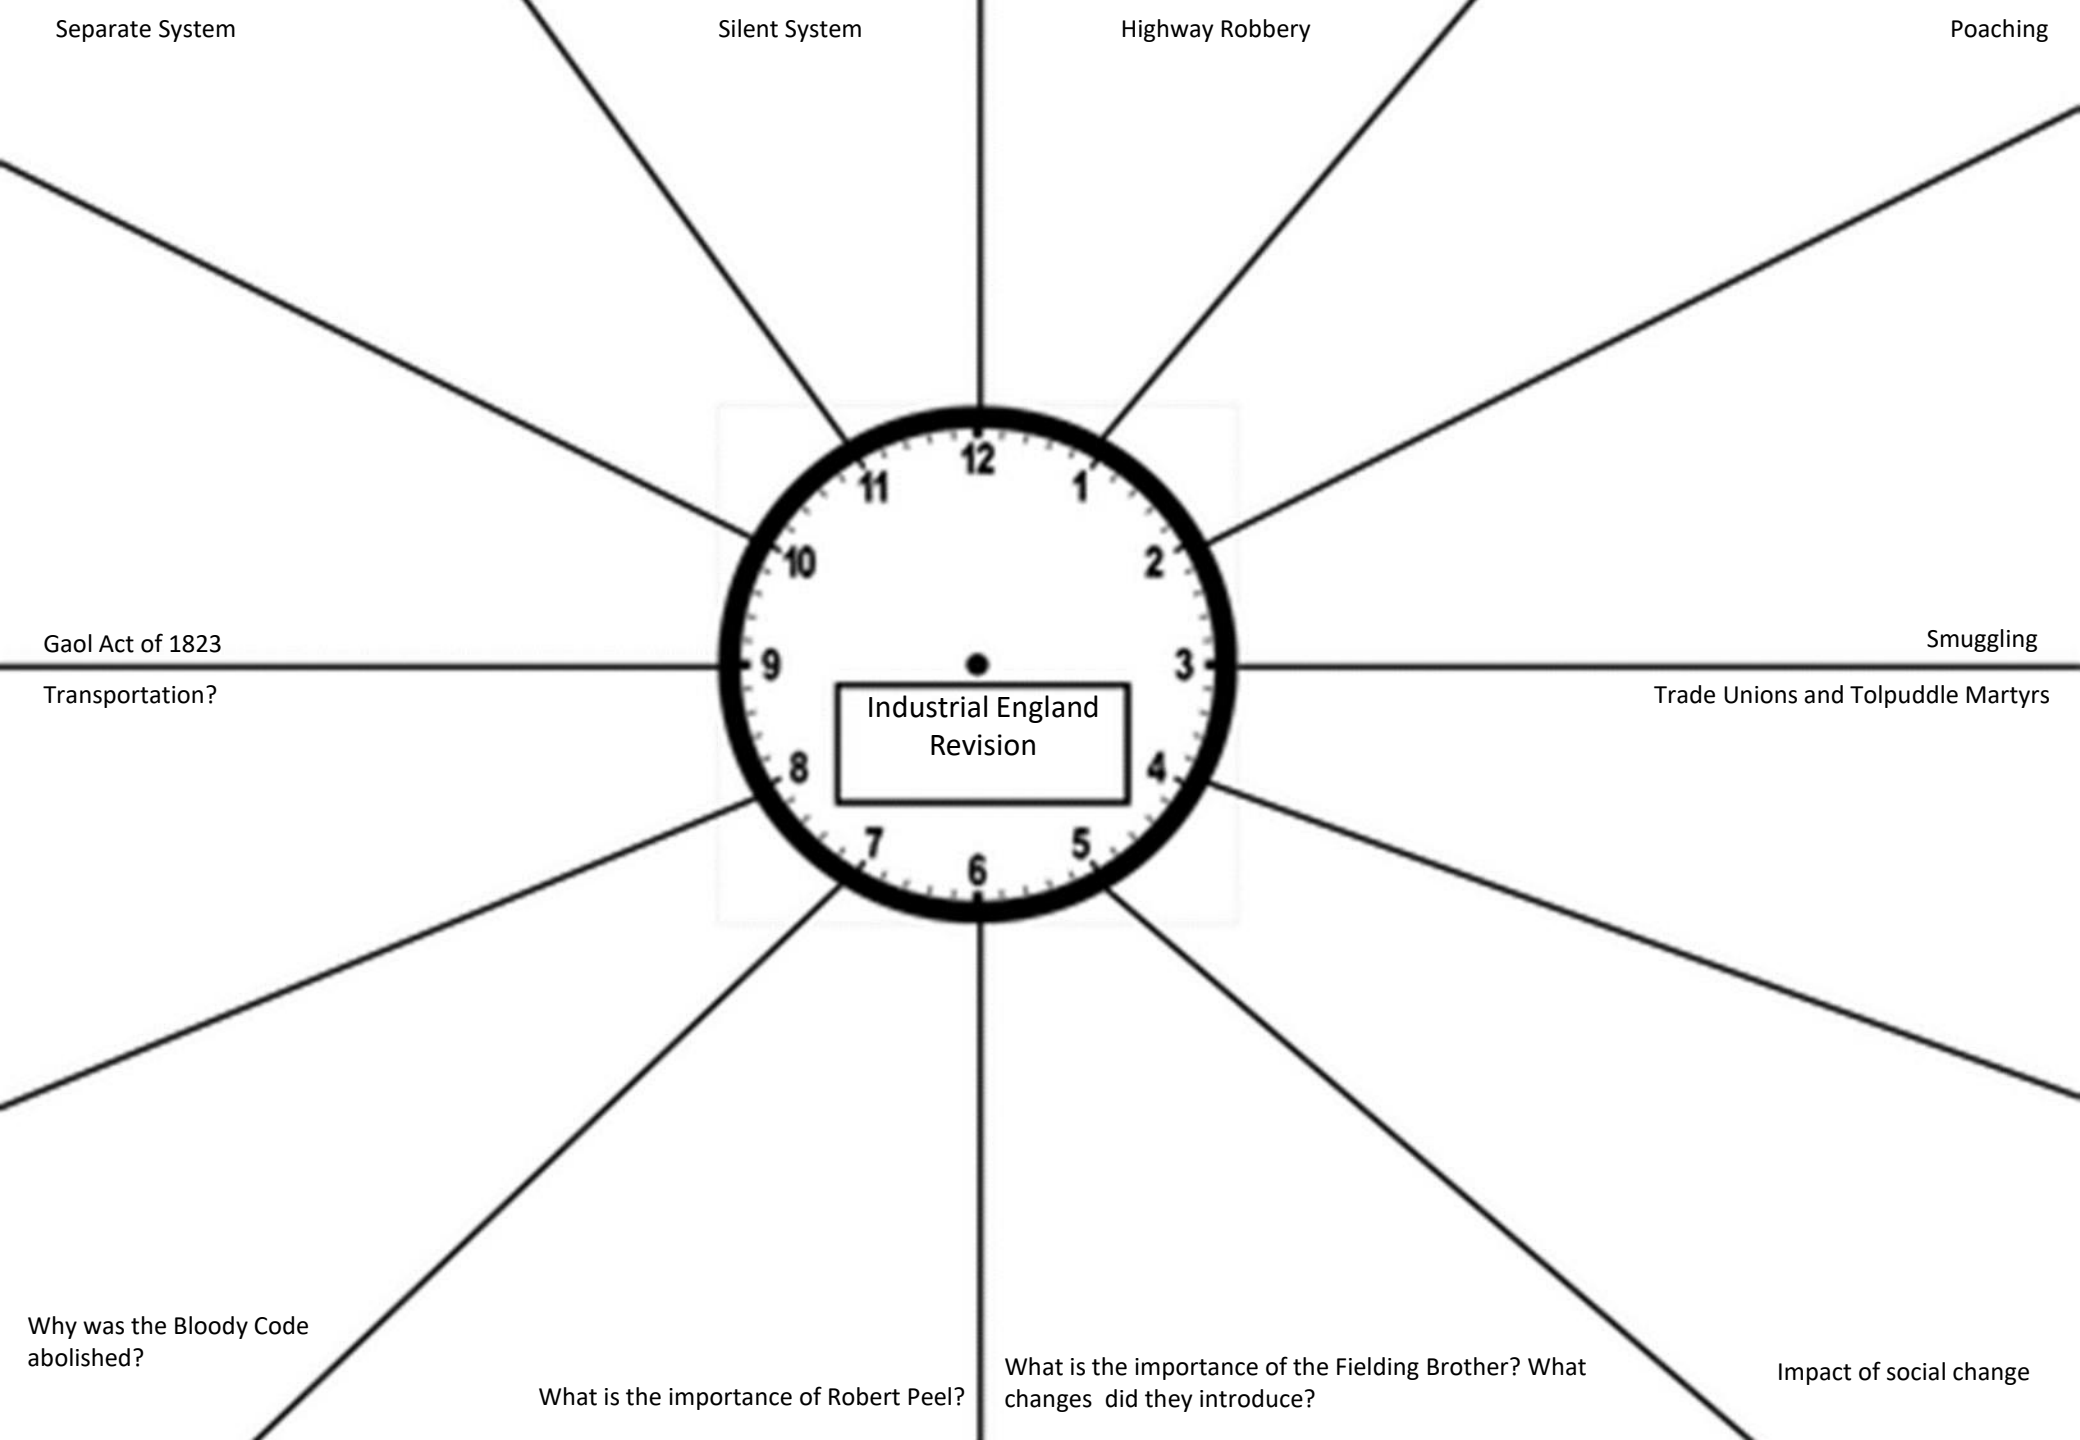 Separate System
Silent System
Highway Robbery
Poaching
12
11
1
10
2
Gaol Act of 1823
Smuggling
9
3
Transportation?
Trade Unions and Tolpuddle Martyrs
Industrial England
Revision
8
4
7
5
6
Why was the Bloody Code
abolished?
What is the importance of Robert Peel?
What is the importance of the Fielding Brother? What
changes  did they introduce?
Impact of social change